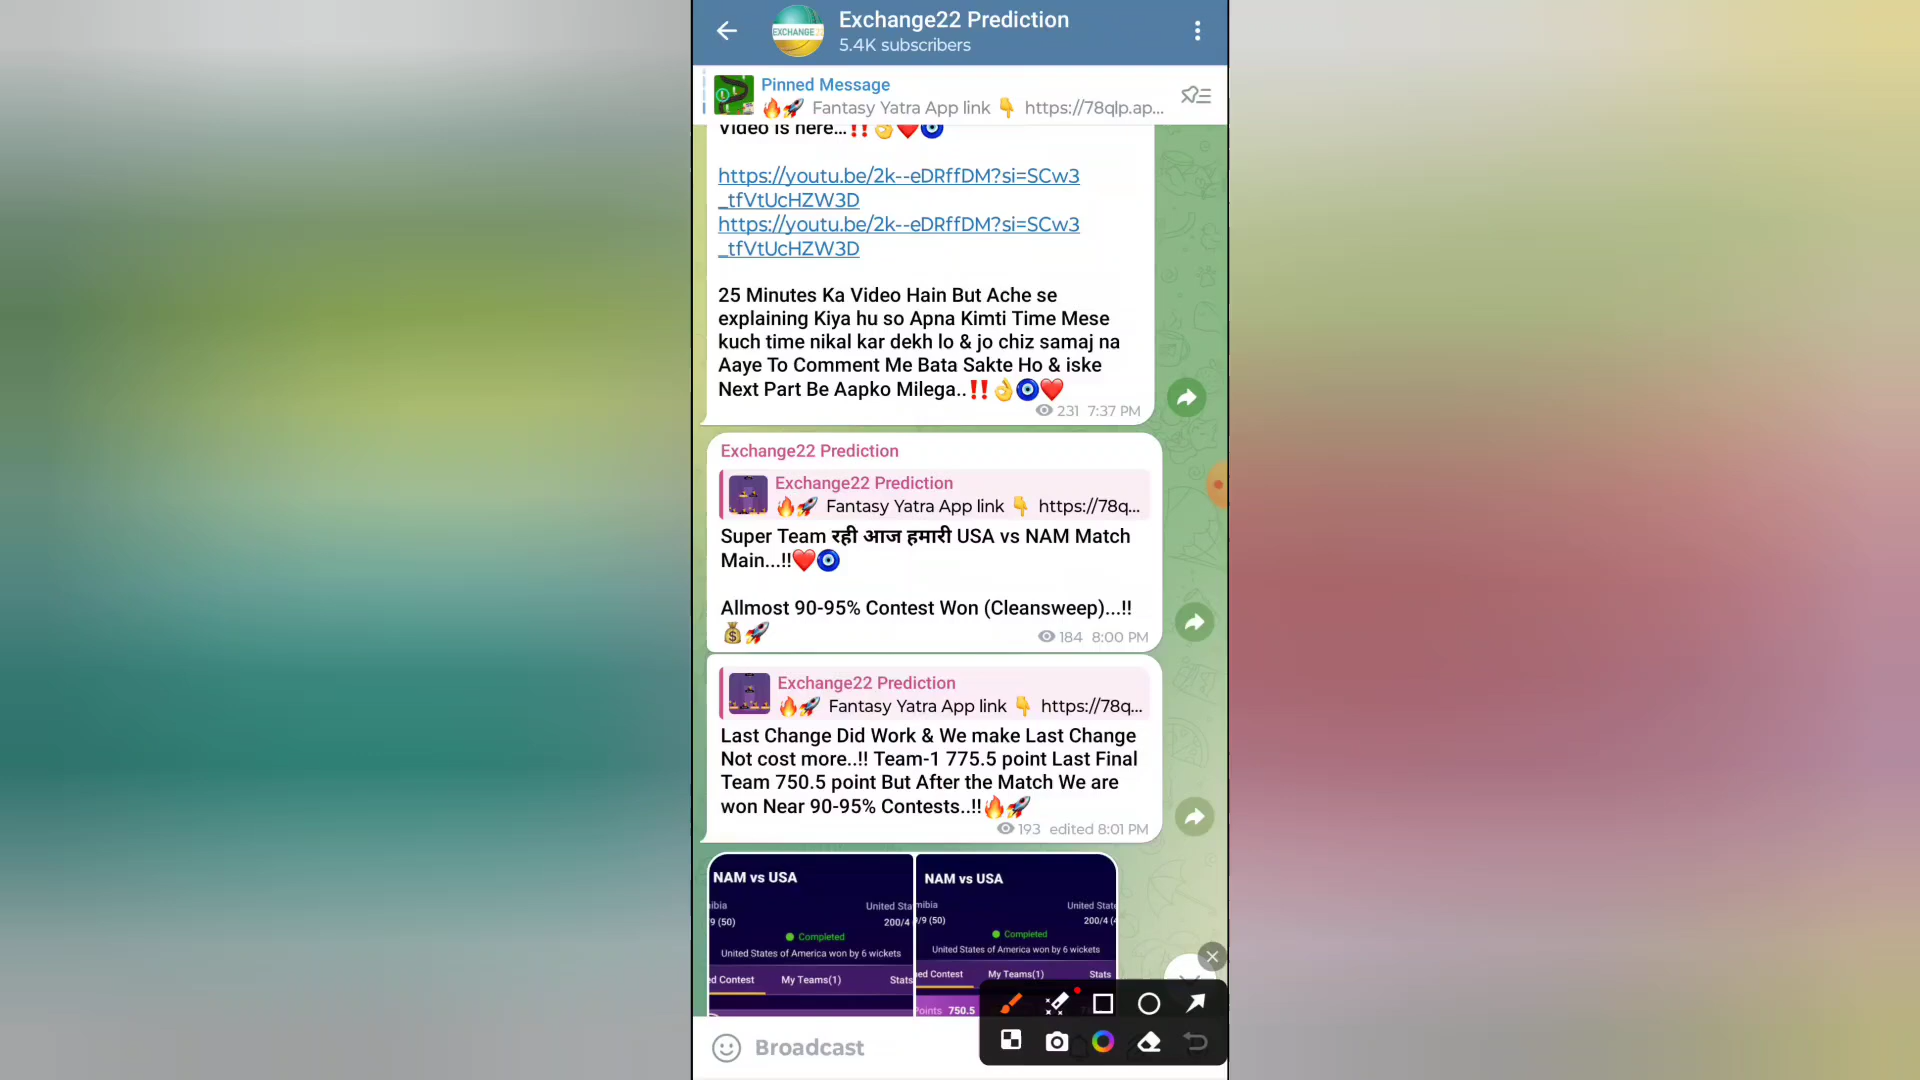 Exchange22 Prediction
EXCHANGE22
5.4K subscribers
Pinned Message
🔥🚀 Fantasy Yatra App link 👇 https://78qlp.ap...
Video is here...‼️👌❤️🧿
https://youtu.be/2k--eDRffDM?si=SCw3
_tfVtUcHZW3D
https://youtu.be/2k--eDRffDM?si=SCw3
_tfVtUcHZW3D
25 Minutes Ka Video Hain But Ache se
explaining Kiya hu so Apna Kimti Time Mese
kuch time nikal kar dekh lo & jo chiz samaj na
Aaye To Comment Me Bata Sakte Ho & iske
Next Part Be Aapko Milega..‼️👌🧿❤️
231 7:37 PM
Exchange22 Prediction
Exchange22 Prediction
🔥🚀 Fantasy Yatra App link 👇 https://78q...
Super Team रही आज हमारी USA vs NAM Match
Main...!!❤️🧿
Allmost 90-95% Contest Won (Cleansweep)...!!
💰🚀
184 8:00 PM
Exchange22 Prediction
🔥🚀 Fantasy Yatra App link 👇 https://78q...
Last Change Did Work & We make Last Change
Not cost more..!! Team-1 775.5 point Last Final
Team 750.5 point But After the Match We are
won Near 90-95% Contests..!!🔥🚀
193 edited 8:01 PM
NAM vs USA
NAM vs USA
ibia United Sta
mibia United State
9 (50) 200/4
/9 (50) 200/4 (
Completed
Completed
United States of America won by 6 wickets
United States of America won by 6 wickets
ed Contest My Teams(1) Stats
ed Contest My Teams(1) Stats
Points 750.5
Broadcast